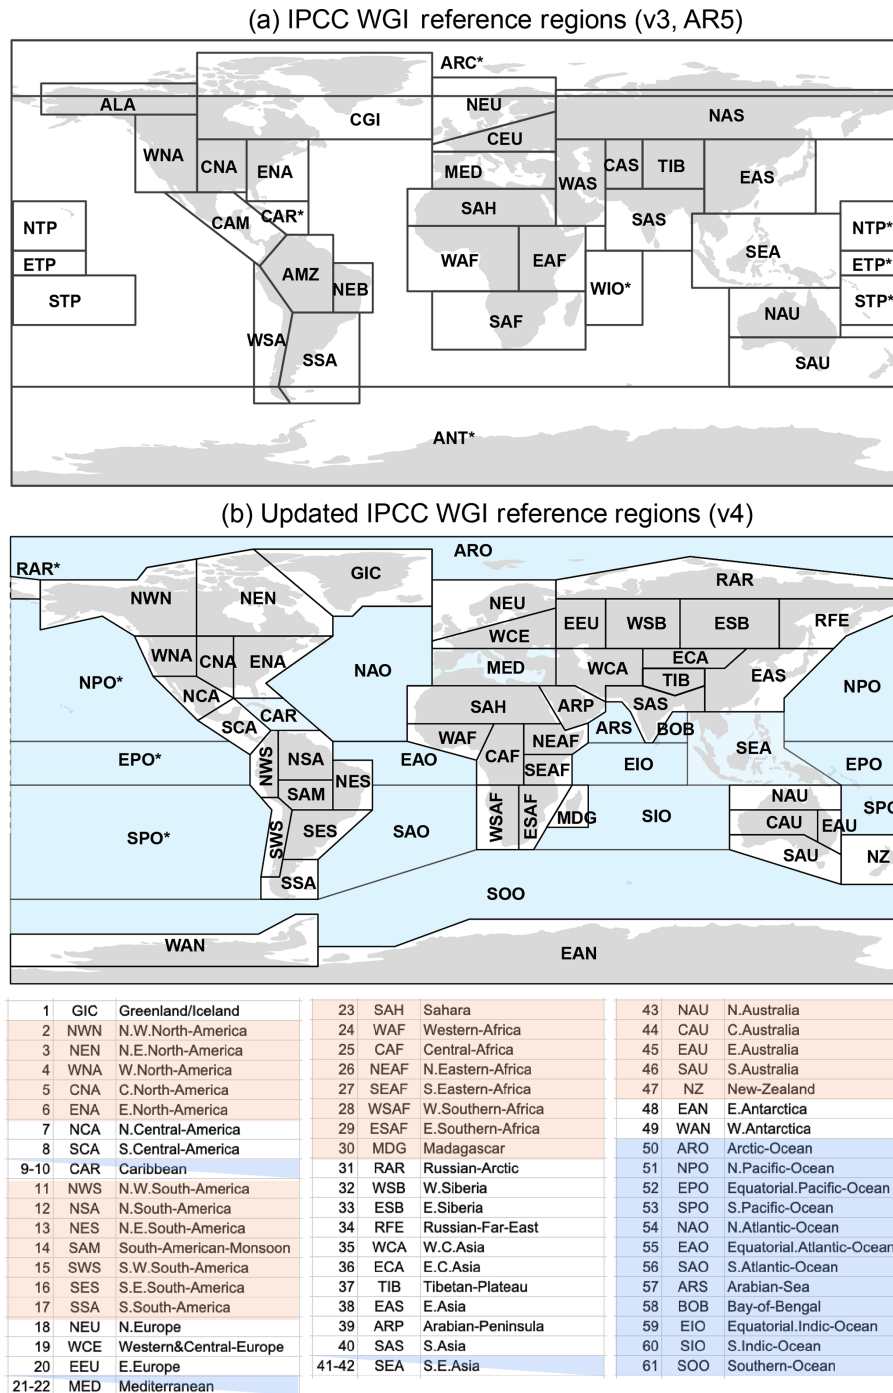 (a) IPCC WGI reference regions (v3, AR5)
ARC*
ALA
NEU
CGI
NAS
CEU
WNA
CNA
ENA
MED
WAS
CAS
TIB
EAS
SAH
CAM
CAR*
SAS
NTP
NTP*
WAF
EAF
SEA
ETP
ETP*
AMZ
NEB
WIO*
STP
STP*
SAF
NAU
WSA
SSA
SAU
ANT*
(b) Updated IPCC WGI reference regions (v4)
ARO
RAR*
GIC
RAR
NWN
NEN
NEU
EEU
WSB
ESB
RFE
WCE
WNA
CNA
ENA
NAO
MED
WCA
ECA
TIB
EAS
NPO*
NPO
NCA
SAH
ARP
SAS
SCA
CAR
ARS
BOB
WAF
NEAF
EPO*
NWS
NSA
EAO
CAF
SEAF
EIO
SEA
EPO
NES
SAM
NAU
SPO
SPO*
SWS
SES
SAO
WSAF
ESAF
MDG
SIO
CAU
EAU
SAU
NZ
SSA
SOO
WAN
EAN
1 GIC Greenland/Iceland
2 NWN N.W.North-America
3 NEN N.E.North-America
4 WNA W.North-America
5 CNA C.North-America
6 ENA E.North-America
7 NCA N.Central-America
8 SCA S.Central-America
9-10 CAR Caribbean
11 NWS N.W.South-America
12 NSA N.South-America
13 NES N.E.South-America
14 SAM South-American-Monsoon
15 SWS S.W.South-America
16 SES S.E.South-America
17 SSA S.South-America
18 NEU N.Europe
19 WCE Western&Central-Europe
20 EEU E.Europe
21-22 MED Mediterranean
23 SAH Sahara
24 WAF Western-Africa
25 CAF Central-Africa
26 NEAF N.Eastern-Africa
27 SEAF S.Eastern-Africa
28 WSAF W.Southern-Africa
29 ESAF E.Southern-Africa
30 MDG Madagascar
31 RAR Russian-Arctic
32 WSB W.Siberia
33 ESB E.Siberia
34 RFE Russian-Far-East
35 WCA W.C.Asia
36 ECA E.C.Asia
37 TIB Tibetan-Plateau
38 EAS E.Asia
39 ARP Arabian-Peninsula
40 SAS S.Asia
41-42 SEA S.E.Asia
43 NAU N.Australia
44 CAU C.Australia
45 EAU E.Australia
46 SAU S.Australia
47 NZ New-Zealand
48 EAN E.Antarctica
49 WAN W.Antarctica
50 ARO Arctic-Ocean
51 NPO N.Pacific-Ocean
52 EPO Equatorial.Pacific-Ocean
53 SPO S.Pacific-Ocean
54 NAO N.Atlantic-Ocean
55 EAO Equatorial.Atlantic-Ocean
56 SAO S.Atlantic-Ocean
57 ARS Arabian-Sea
58 BOB Bay-of-Bengal
59 EIO Equatorial.Indic-Ocean
60 SIO S.Indic-Ocean
61 SOO Southern-Ocean